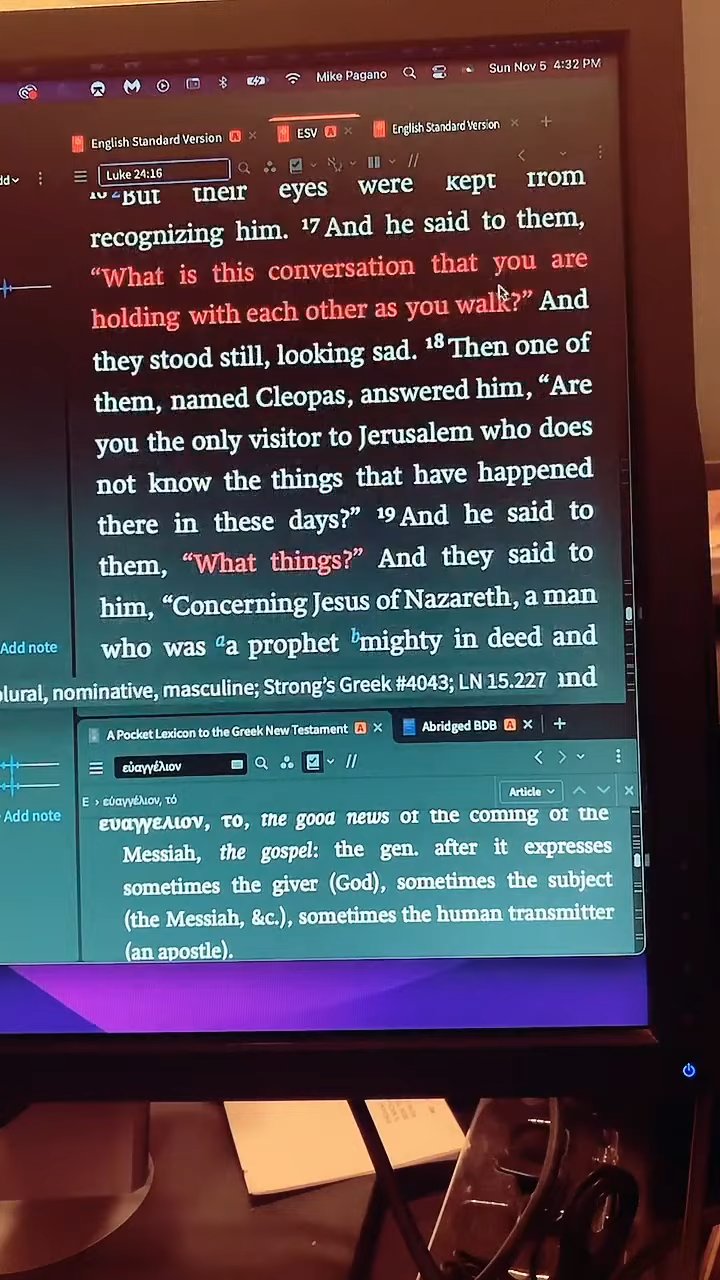 Mike Pagano Sun Nov 5 4:32 PM
English Standard Version A × ESV A × English Standard Version × +
Luke 24:16 //
16 2 But their eyes were kept from
recognizing him. 17 And he said to them,
“What is this conversation that you are
holding with each other as you walk?” And
they stood still, looking sad. 18 Then one of
them, named Cleopas, answered him, “Are
you the only visitor to Jerusalem who does
not know the things that have happened
there in these days?” 19 And he said to
them, “What things?” And they said to
him, “Concerning Jesus of Nazareth, a man
who was a a prophet b mighty in deed and
Add note
plural, nominative, masculine; Strong’s Greek #4043; LN 15.227 and
A Pocket Lexicon to the Greek New Testament A × Abridged BDB A × +
εὐαγγέλιον //
E > εὐαγγέλιον, τό Article ×
Add note
εὐαγγέλιον, τό, the good news of the coming of the
Messiah, the gospel: the gen. after it expresses
sometimes the giver (God), sometimes the subject
(the Messiah, &c.), sometimes the human transmitter
(an apostle).